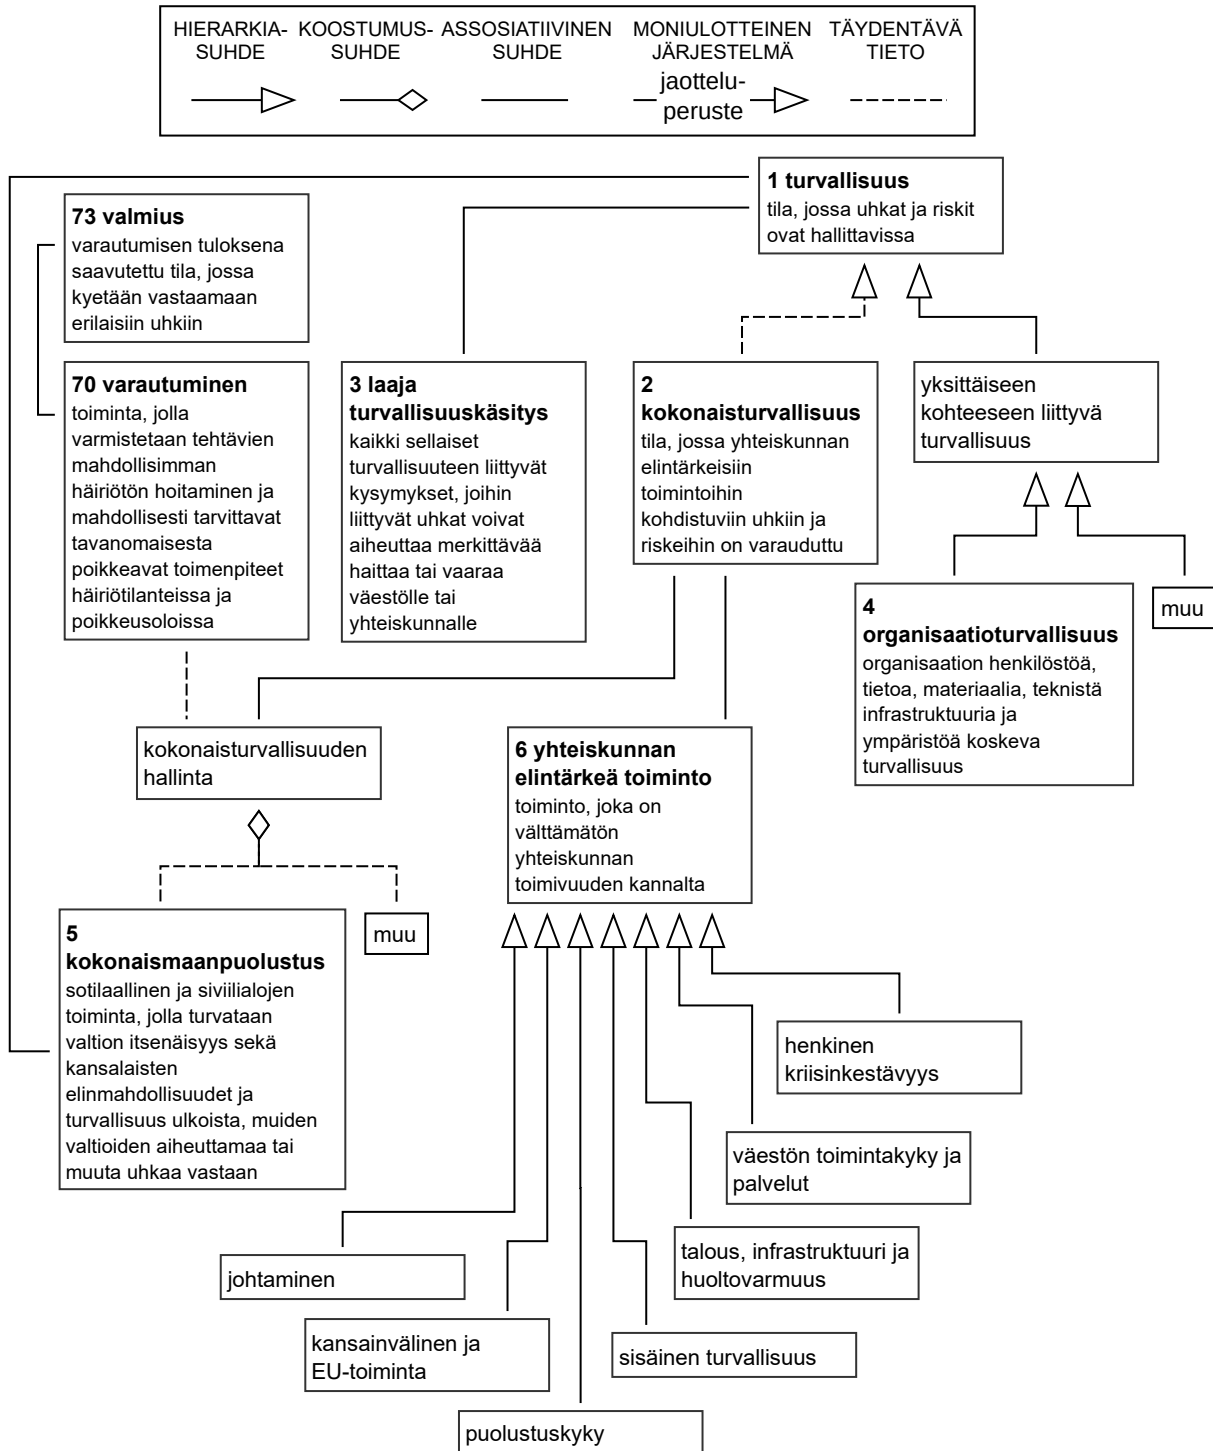 HIERARKIA-
SUHDE
KOOSTUMUS-
SUHDE
ASSOSIATIIVINEN
SUHDE
MONIULOTTEINEN
JÄRJESTELMÄ
jaottelu-
peruste
TÄYDENTÄVÄ
TIETO
1 turvallisuus
tila, jossa uhkat ja riskit
ovat hallittavissa
73 valmius
varautumisen tuloksena
saavutettu tila, jossa
kyetään vastaamaan
erilaisiin uhkiin
70 varautuminen
toiminta, jolla
varmistetaan tehtävien
mahdollisimman
häiriötön hoitaminen ja
mahdollisesti tarvittavat
tavanomaisesta
poikkeavat toimenpiteet
häiriötilanteissa ja
poikkeusoloissa
3 laaja
turvallisuuskäsitys
kaikki sellaiset
turvallisuuteen liittyvät
kysymykset, joihin
liittyvät uhkat voivat
aiheuttaa merkittävää
haittaa tai vaaraa
väestölle tai
yhteiskunnalle
2
kokonaisturvallisuus
tila, jossa yhteiskunnan
elintärkeisiin
toimintoihin
kohdistuviin uhkiin ja
riskeihin on varauduttu
yksittäiseen
kohteeseen liittyvä
turvallisuus
4
organisaatioturvallisuus
organisaation henkilöstöä,
tietoa, materiaalia, teknistä
infrastruktuuria ja
ympäristöä koskeva
turvallisuus
muu
kokonaisturvallisuuden
hallinta
6 yhteiskunnan
elintärkeä toiminto
toiminto, joka on
välttämätön
yhteiskunnan
toimivuuden kannalta
5
kokonaismaanpuolustus
sotilaallinen ja siviilialojen
toiminta, jolla turvataan
valtion itsenäisyys sekä
kansalaisten
elinmahdollisuudet ja
turvallisuus ulkoista, muiden
valtioiden aiheuttamaa tai
muuta uhkaa vastaan
muu
henkinen
kriisinkestävyys
väestön toimintakyky ja
palvelut
talous, infrastruktuuri ja
huoltovarmuus
johtaminen
kansainvälinen ja
EU-toiminta
sisäinen turvallisuus
puolustuskyky